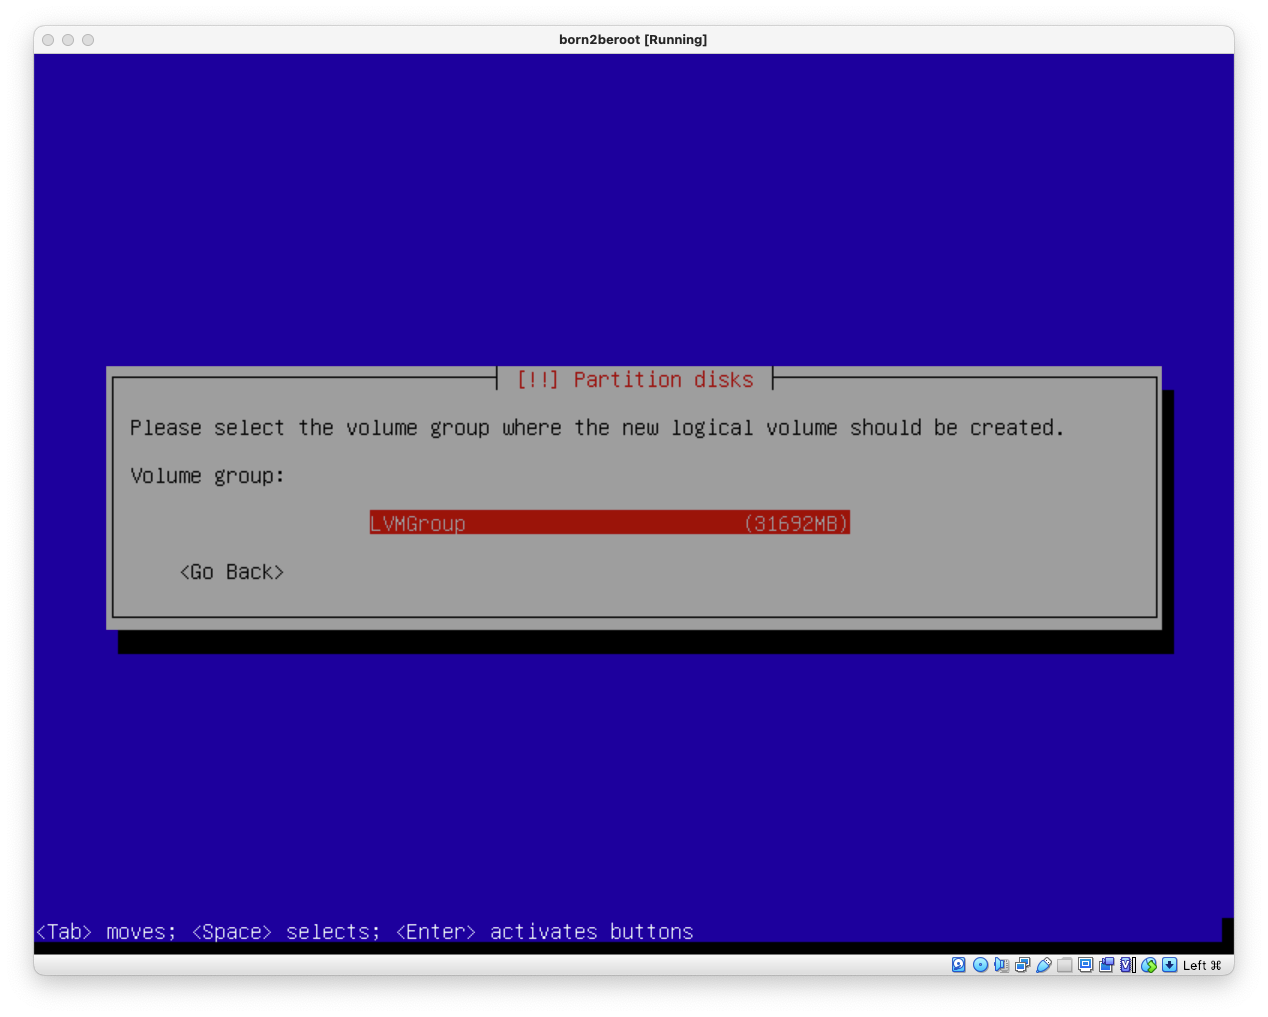 born2beroot [Running]
[!!] Partition disks
Please select the volume group where the new logical volume should be created.
Volume group:
LVMGroup (31692MB)
<Go Back>
<Tab> moves; <Space> selects; <Enter> activates buttons
Left ⌘